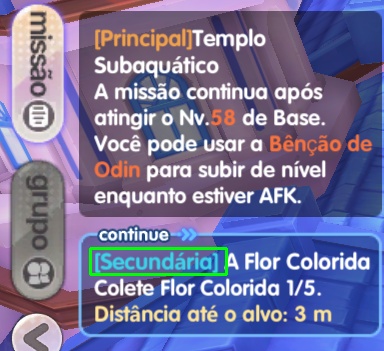 missão
grupo
[Principal]Templo
Subaquático
A missão continua após
atingir o Nv.58 de Base.
Você pode usar a Bênção de
Odin para subir de nível
enquanto estiver AFK.
continue
[Secundária] A Flor Colorida
Colete Flor Colorida 1/5.
Distância até o alvo: 3 m